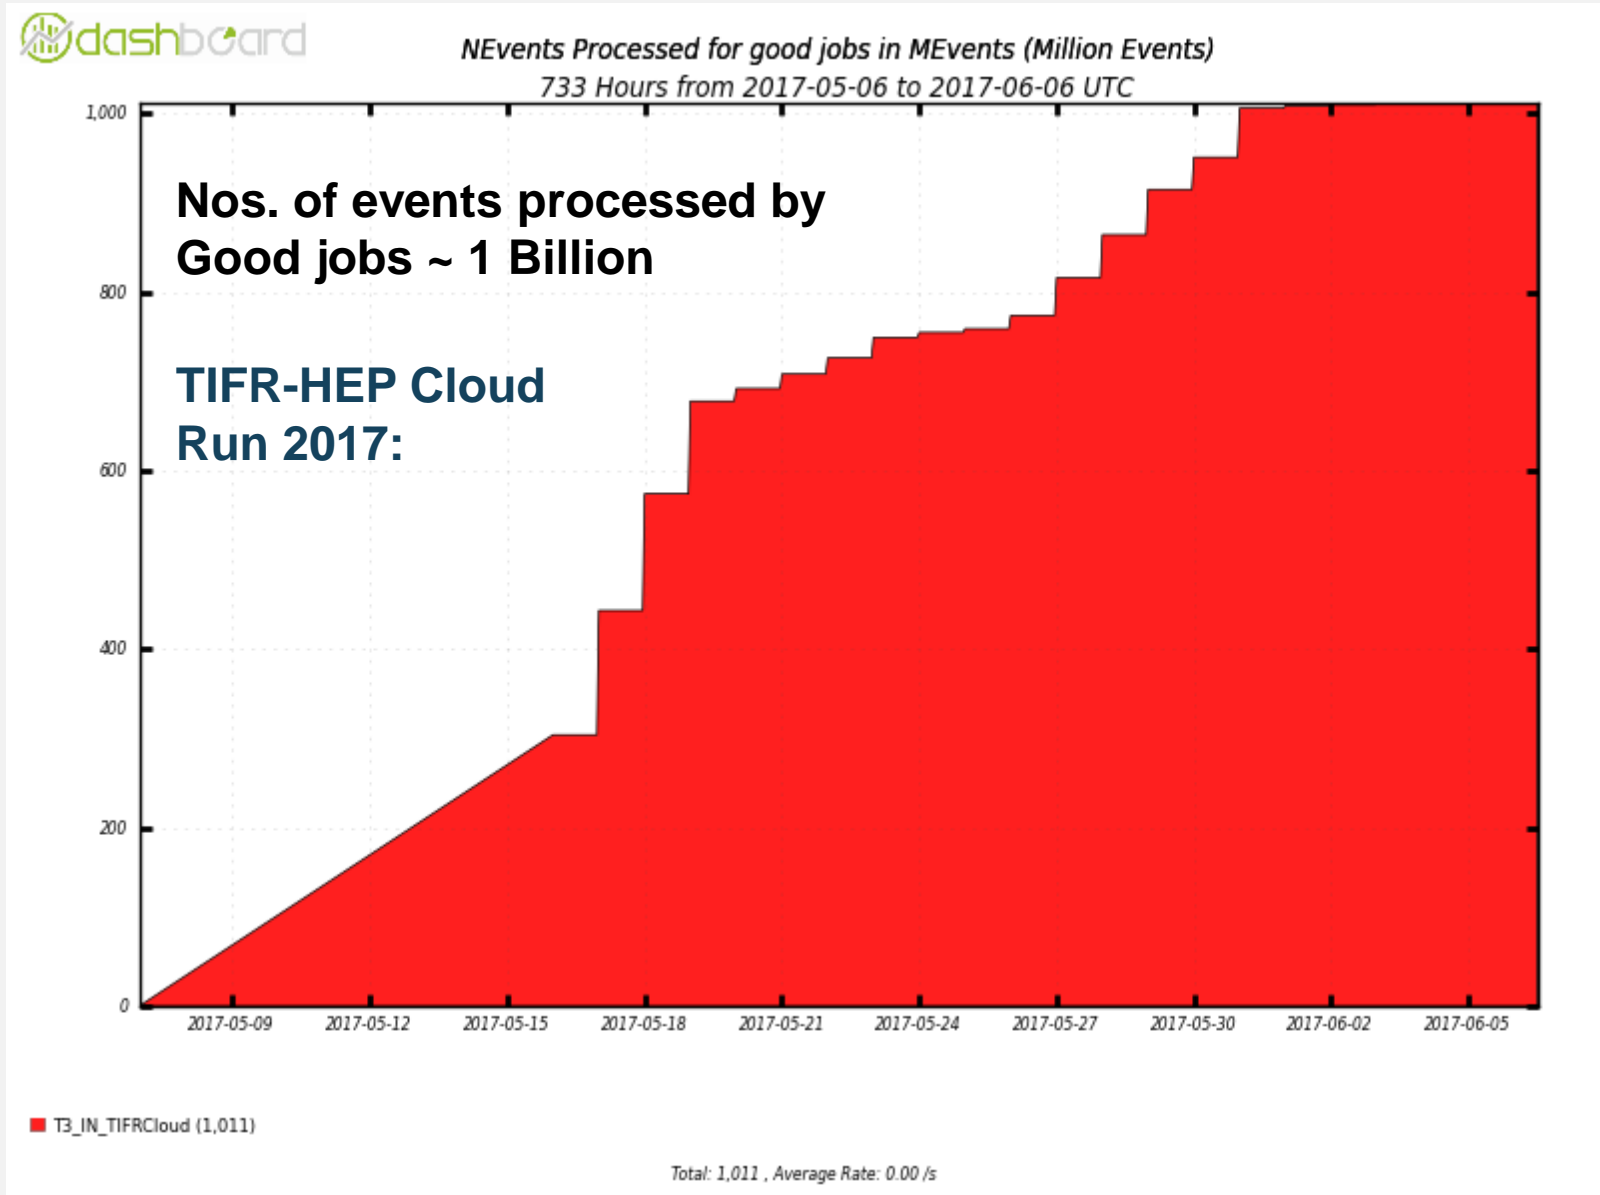 dashboard
NEvents Processed for good jobs in MEvents (Million Events)
733 Hours from 2017-05-06 to 2017-06-06 UTC
1,000
800
600
400
200
0
Nos. of events processed by
Good jobs ~ 1 Billion
TIFR-HEP Cloud
Run 2017:
2017-05-09 2017-05-12 2017-05-15 2017-05-18 2017-05-21 2017-05-24 2017-05-27 2017-05-30 2017-06-02 2017-06-05
T3_IN_TIFRCloud (1,011)
Total: 1,011 , Average Rate: 0.00 /s